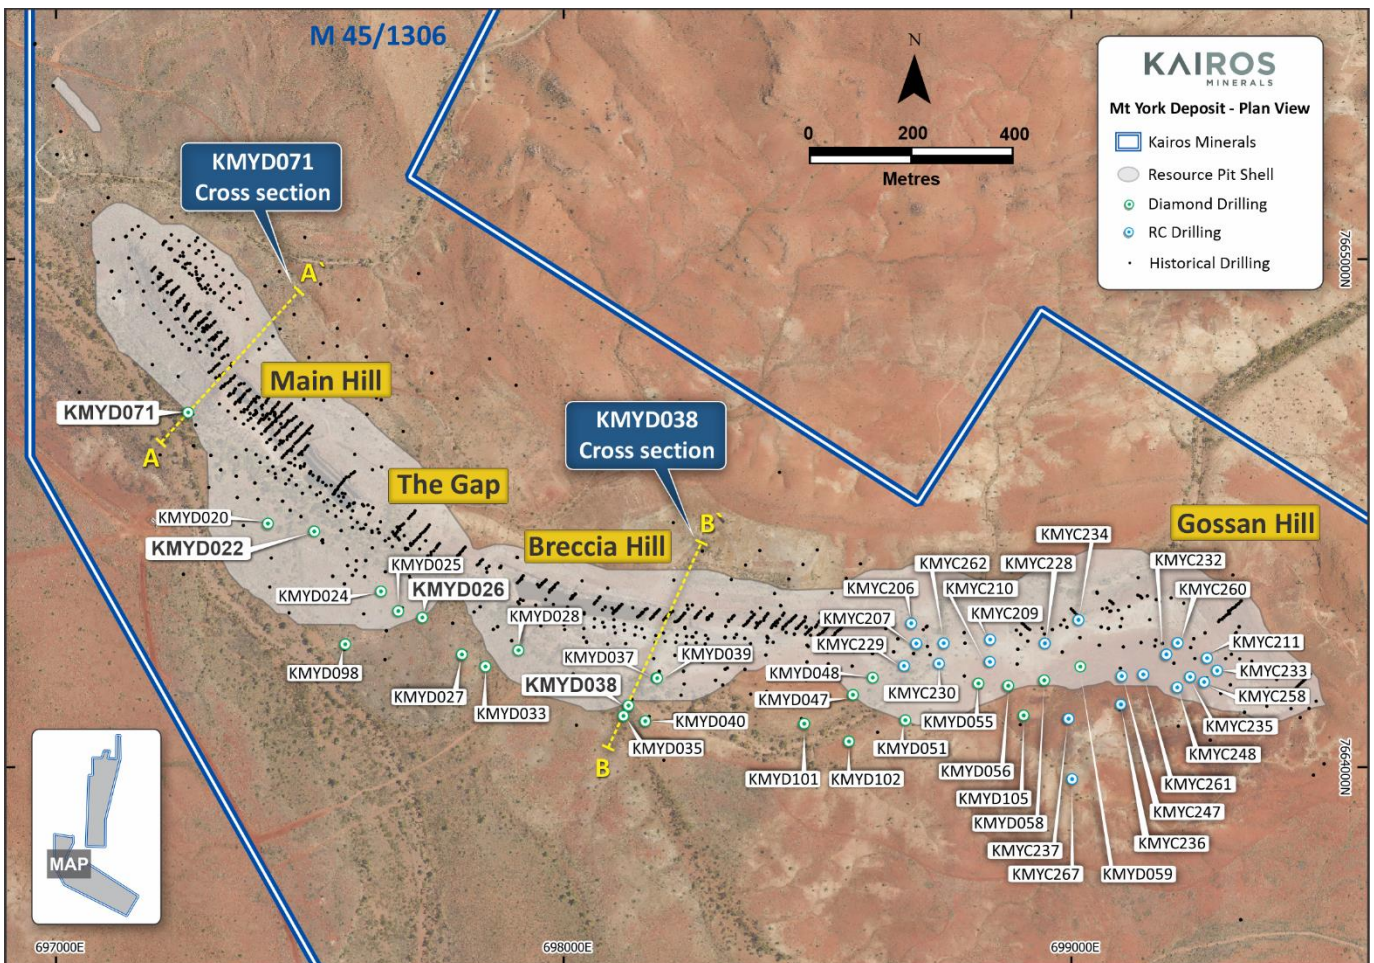 M 45/1306
N
0 200 400
Metres
KAIROS
MINERALS
Mt York Deposit - Plan View
Kairos Minerals
Resource Pit Shell
Diamond Drilling
RC Drilling
Historical Drilling
KMYD071
Cross section
A`
Main Hill
KMYD071
A
7665000N
KMYD038
Cross section
The Gap
B`
Breccia Hill
Gossan Hill
KMYD020
KMYD022
KMYD025
KMYD024
KMYD026
KMYD028
KMYD098
KMYD027
KMYD033
KMYD037
KMYD039
KMYD038
KMYD040
KMYD035
B
KMYC234
KMYC262
KMYC228
KMYC232
KMYC206
KMYC210
KMYC260
KMYC207
KMYC209
KMYC229
KMYC211
KMYD048
KMYC233
KMYD047
KMYC230
KMYC258
KMYD055
KMYC235
KMYD051
KMYC248
KMYD101
KMYD102
KMYD056
KMYC261
KMYD105
KMYC247
KMYD058
KMYC236
KMYC237
KMYC267
KMYD059
7664000N
MAP
697000E
698000E
699000E